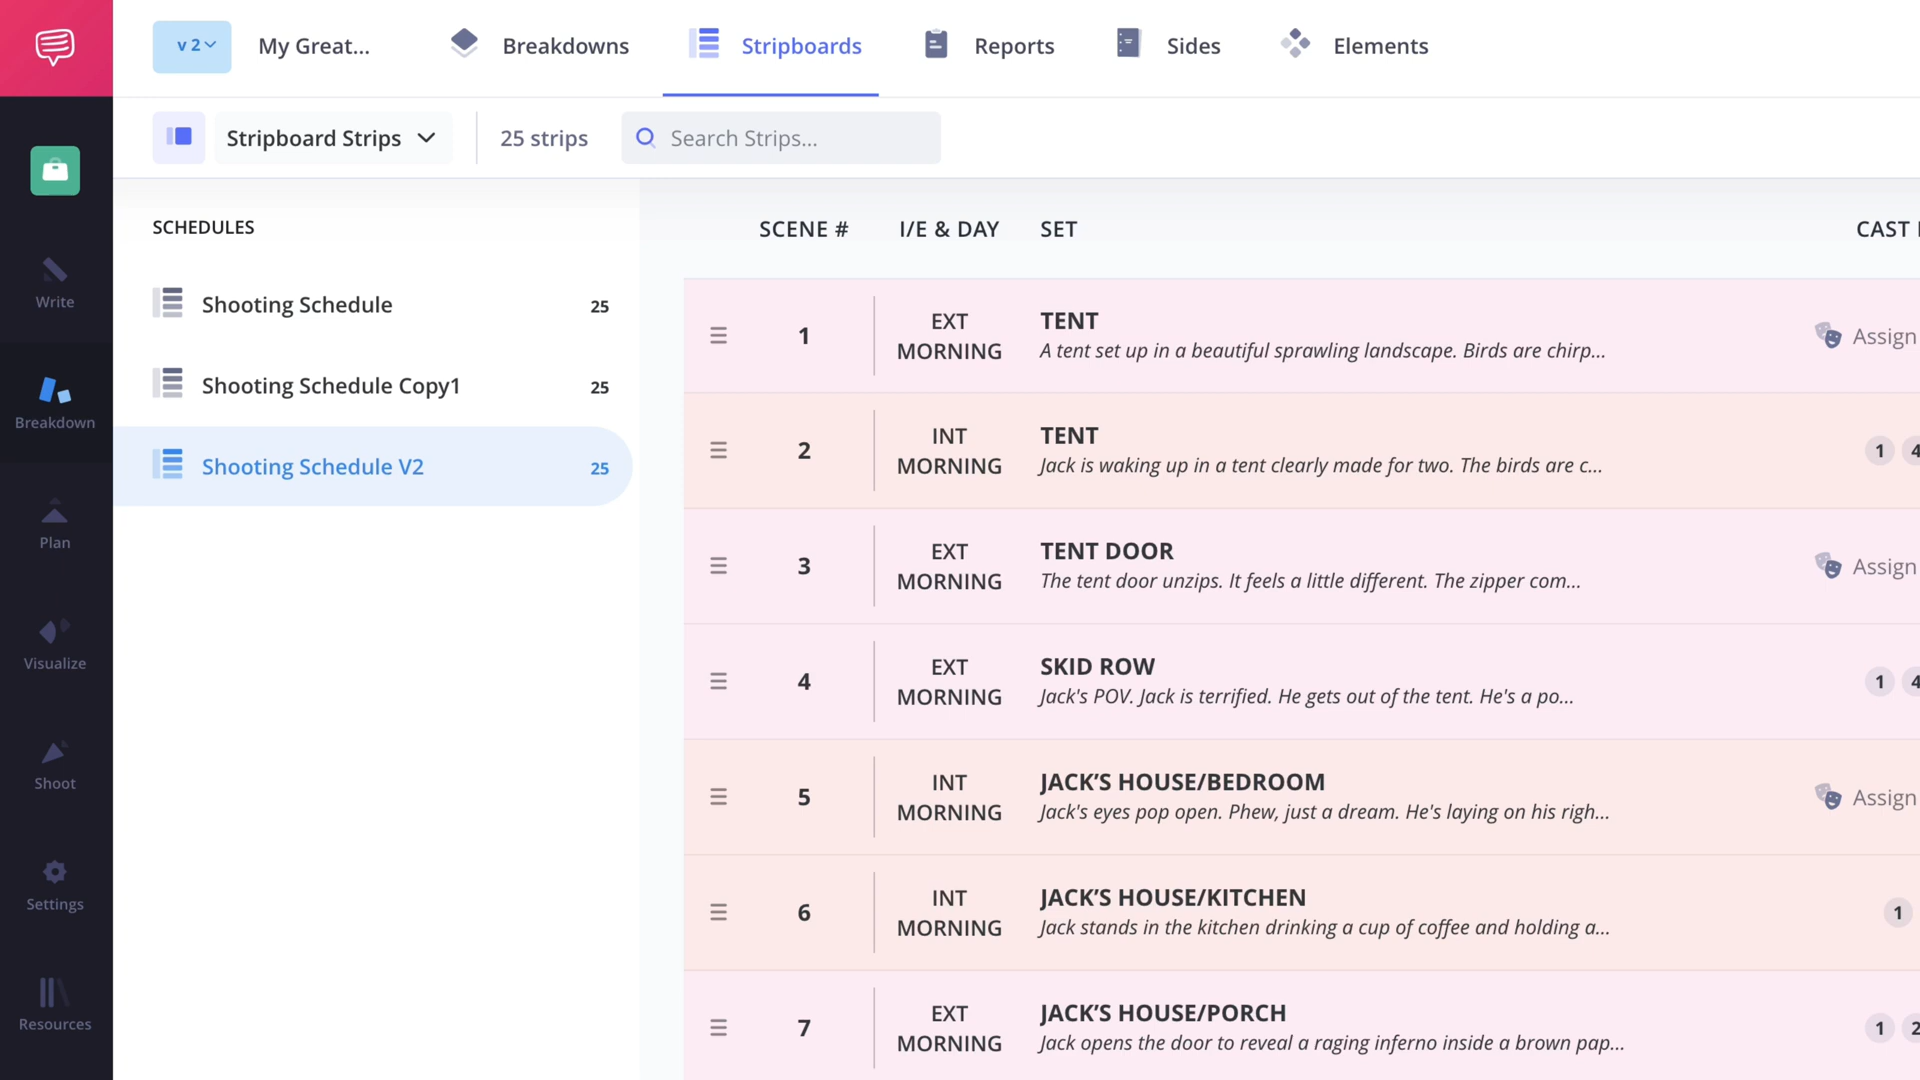 v 2
My Great...
Breakdowns
Stripboards
Reports
Sides
Elements
Stripboard Strips
25 strips
Search Strips...
Write
Breakdown
Plan
Visualize
Shoot
Settings
Resources
SCHEDULES
Shooting Schedule 25
Shooting Schedule Copy1 25
Shooting Schedule V2 25
SCENE # I/E & DAY SET CAST
1 EXT MORNING TENT
A tent set up in a beautiful sprawling landscape. Birds are chirp...
Assign
2 INT MORNING TENT
Jack is waking up in a tent clearly made for two. The birds are c...
1 4
3 EXT MORNING TENT DOOR
The tent door unzips. It feels a little different. The zipper com...
Assign
4 EXT MORNING SKID ROW
Jack's POV. Jack is terrified. He gets out of the tent. He's a po...
1 4
5 INT MORNING JACK’S HOUSE/BEDROOM
Jack's eyes pop open. Phew, just a dream. He's laying on his righ...
Assign
6 INT MORNING JACK’S HOUSE/KITCHEN
Jack stands in the kitchen drinking a cup of coffee and holding a...
1
7 EXT MORNING JACK’S HOUSE/PORCH
Jack opens the door to reveal a raging inferno inside a brown pap...
1 2